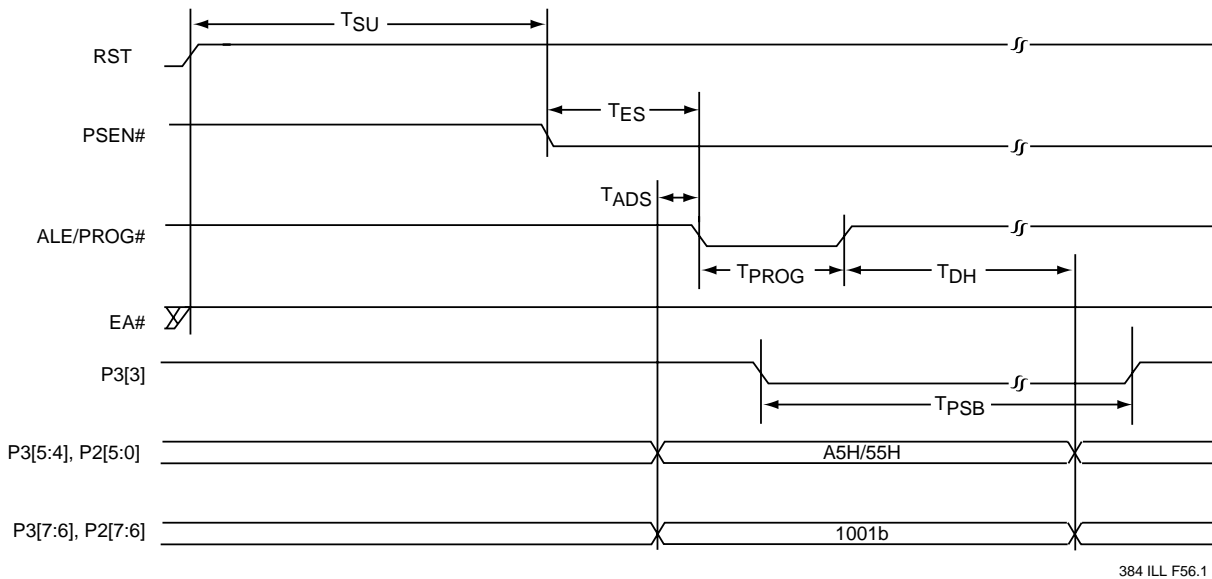 TSU
RST
TES
PSEN#
TADS
ALE/PROG#
TPROG
TDH
EA#
P3[3]
TPSB
P3[5:4], P2[5:0]
A5H/55H
P3[7:6], P2[7:6]
1001b
384 ILL F56.1